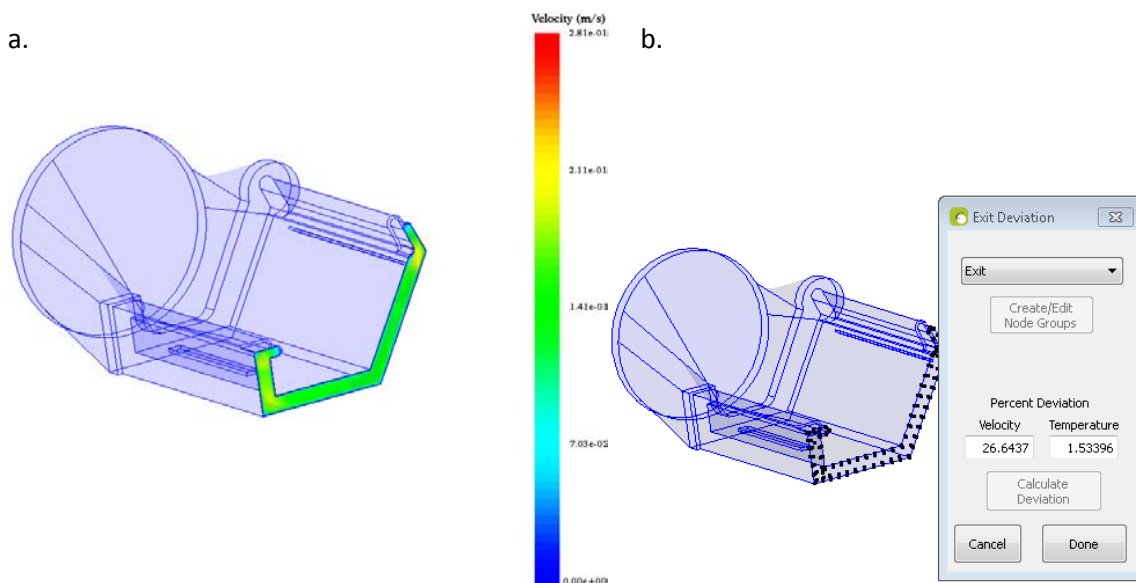 a.
Velocity (m/s)
2.81e-01
2.11e-01
1.41e-01
7.03e-02
0.00e+00
b.
Exit Deviation
Exit
Create/Edit
Node Groups
Percent Deviation
Velocity Temperature
26.6437 1.53396
Calculate
Deviation
Cancel Done